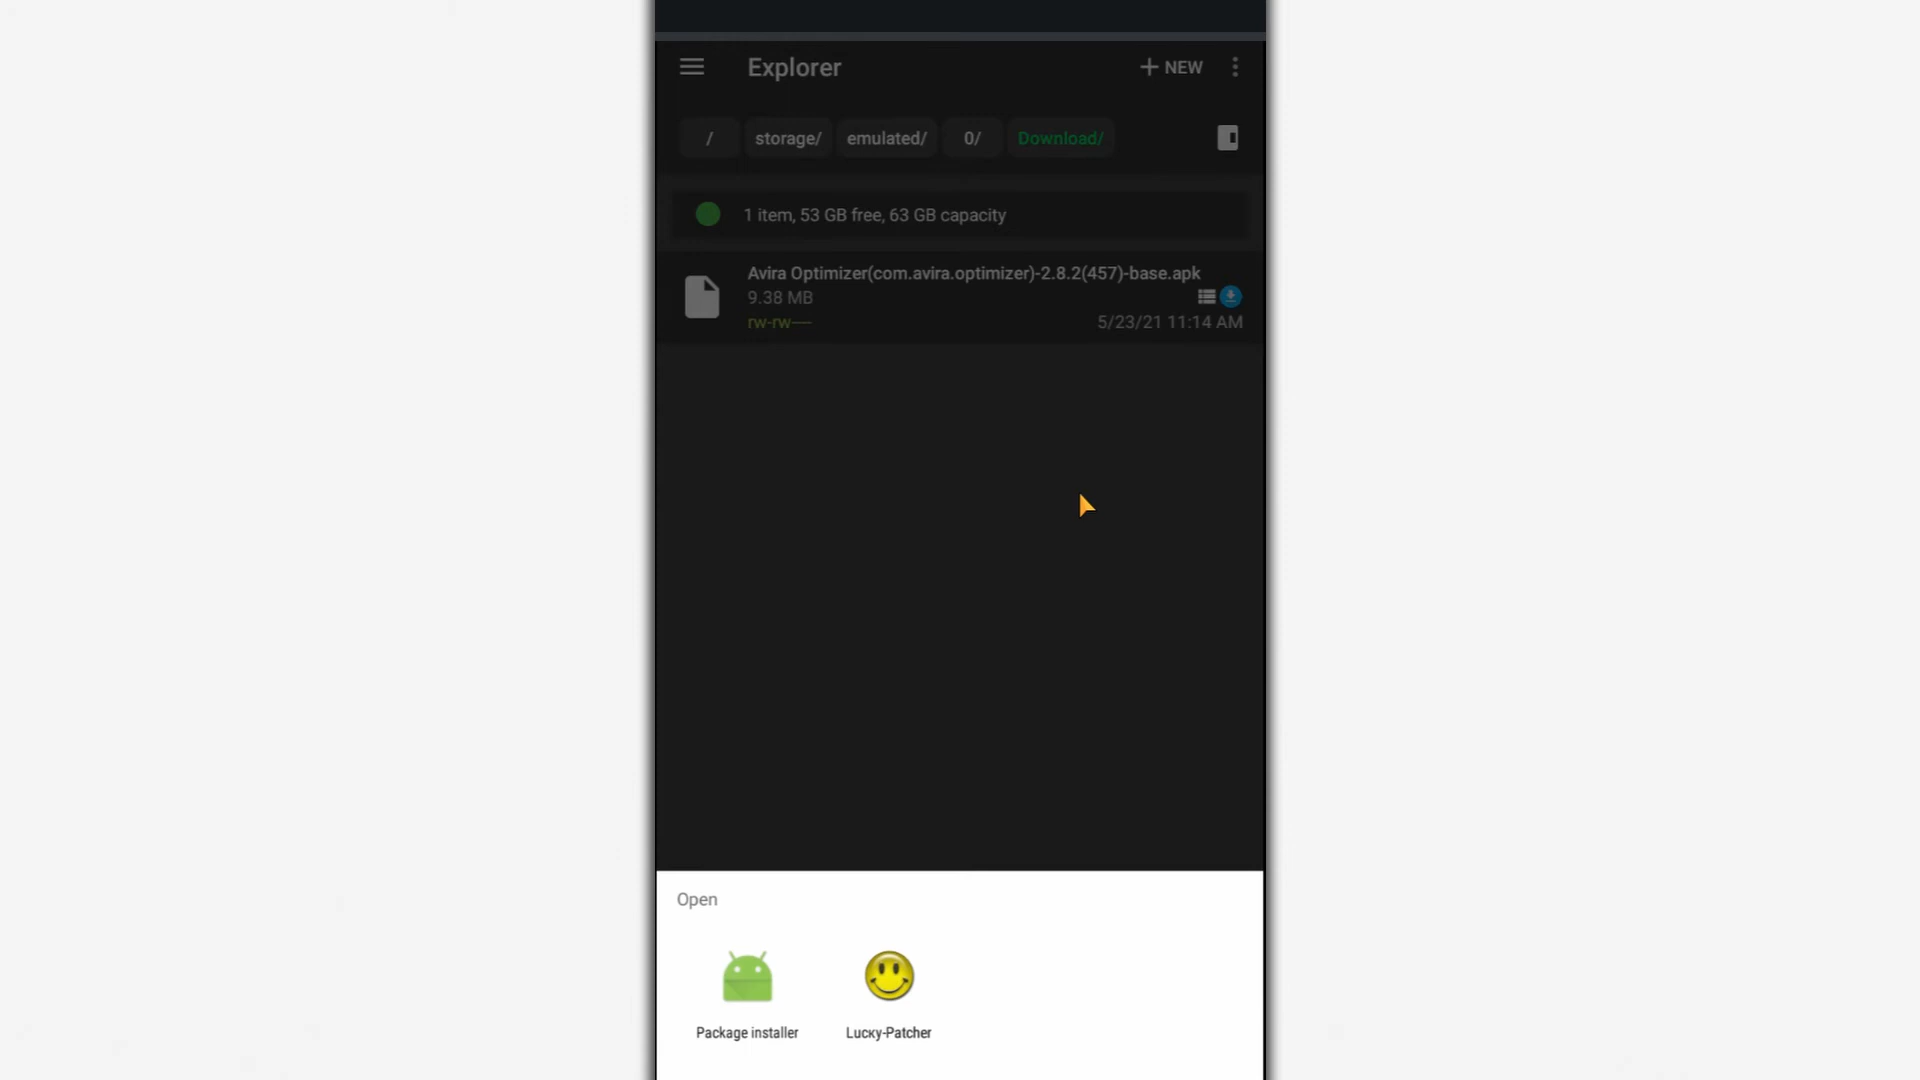 Explorer
+ NEW
/ storage/ emulated/ 0/ Download/
1 item, 53 GB free, 63 GB capacity
Avira Optimizer(com.avira.optimizer)-2.8.2(457)-base.apk
9.38 MB
rw-rw----
5/23/21 11:14 AM
Open
Package installer
Lucкy-Patcher